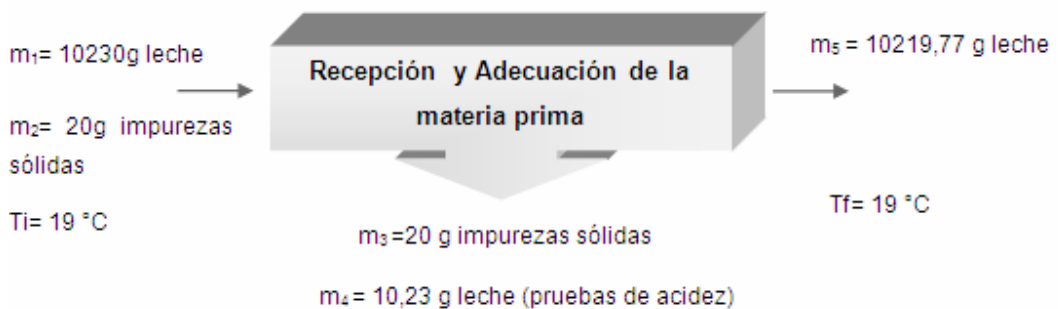 m₁= 10230g leche
m₂= 20g impurezas
sólidas
Ti= 19 °C
Recepción y Adecuación de la
materia prima
m₃ =20 g impurezas sólidas
m₄ = 10,23 g leche (pruebas de acidez)
m₅ = 10219,77 g leche
Tf= 19 °C